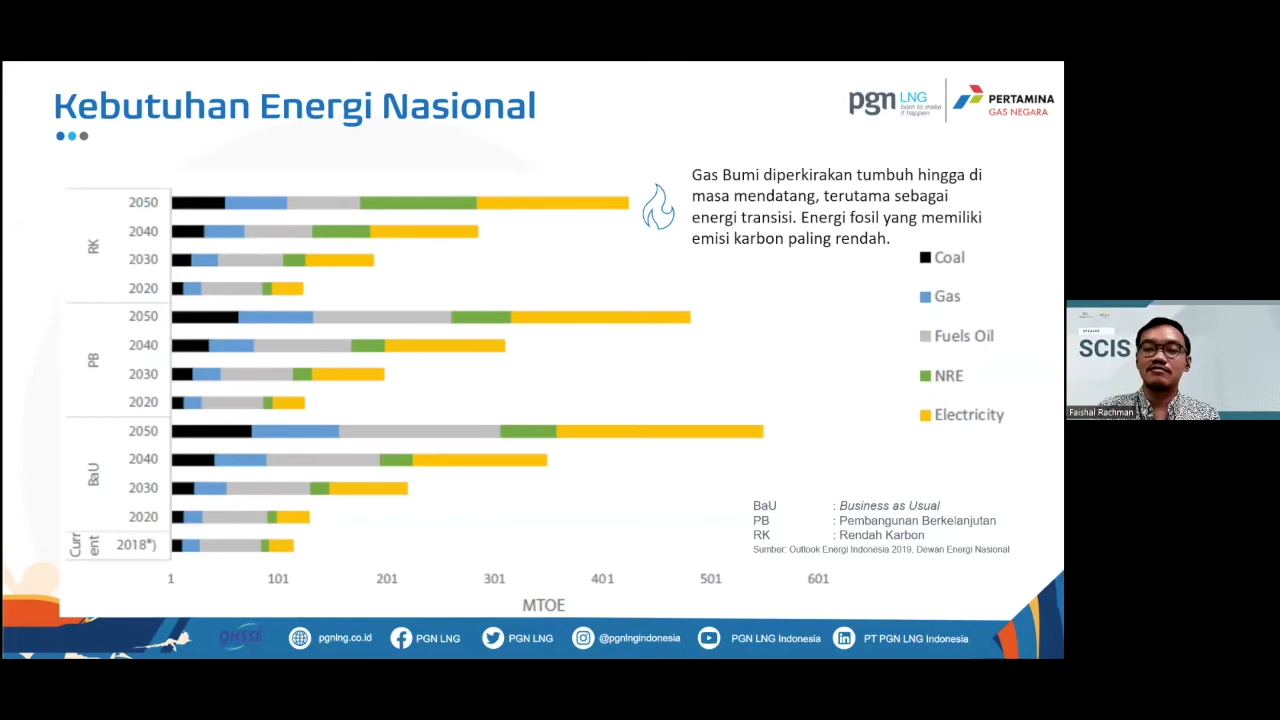 Kebutuhan Energi Nasional
pgn LNG
born to make
it happen
PERTAMINA
GAS NEGARA
Gas Bumi diperkirakan tumbuh hingga di
masa mendatang, terutama sebagai
energi transisi. Energi fosil yang memiliki
emisi karbon paling rendah.
RK
2050
2040
2030
2020
PB
2050
2040
2030
2020
BaU
2050
2040
2030
2020
Curr
ent
2018*)
1
101
201
301
401
501
601
MTOE
Coal
Gas
Fuels Oil
NRE
Electricity
BaU : Business as Usual
PB : Pembangunan Berkelanjutan
RK : Rendah Karbon
Sumber: Outlook Energi Indonesia 2019, Dewan Energi Nasional
QHSSE
pgnlng.co.id
PGN LNG
PGN LNG
@pgnlngindonesia
PGN LNG Indonesia
PT PGN LNG Indonesia
SPEAKER
SCIS
Faishal Rachman